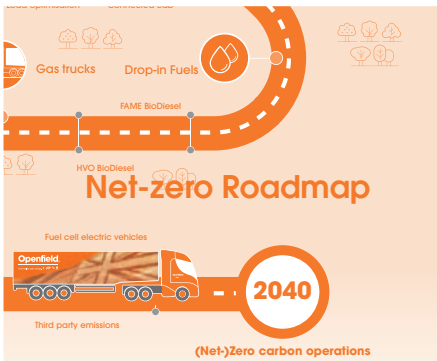 Gas trucks
Drop-in Fuels
FAME BioDiesel
HVO BioDiesel
Net-zero Roadmap
Fuel cell electric vehicles
Openfield
2040
Third party emissions
(Net-)Zero carbon operations